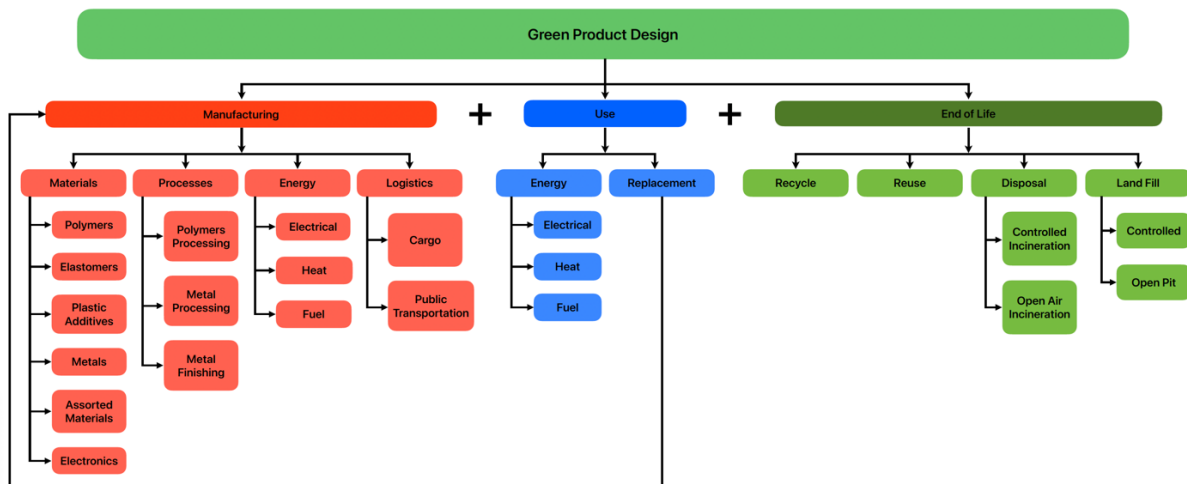 Green Product Design
Manufacturing
+
Use
+
End of Life
Materials
Processes
Energy
Logistics
Energy
Replacement
Recycle
Reuse
Disposal
Land Fill
Polymers
Elastomers
Plastic
Additives
Metals
Assorted
Materials
Electronics
Polymers
Processing
Metal
Processing
Metal
Finishing
Electrical
Heat
Fuel
Cargo
Public
Transportation
Electrical
Heat
Fuel
Controlled
Incineration
Open Air
Incineration
Controlled
Open Pit